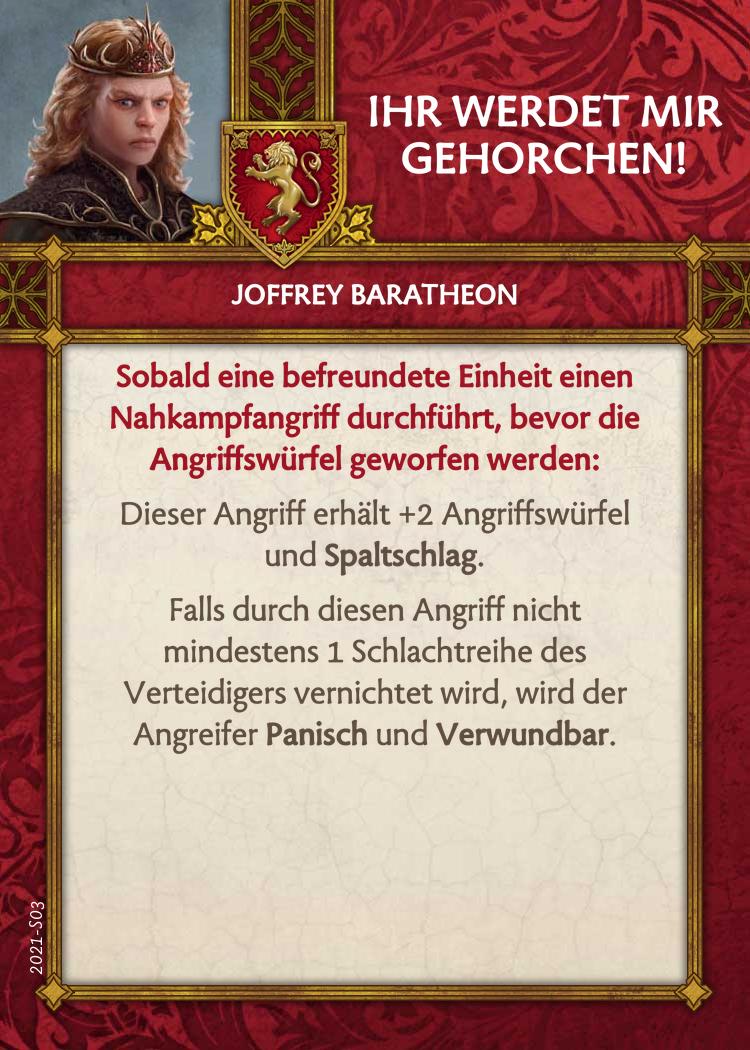 IHR WERDET MIR
GEHORCHEN!
JOFFREY BARATHEON
Sobald eine befreundete Einheit einen
Nahkampfangriff durchführt, bevor die
Angriffswürfel geworfen werden:
Dieser Angriff erhält +2 Angriffswürfel
und Spaltschlag.
Falls durch diesen Angriff nicht
mindestens 1 Schlachtreihe des
Verteidigers vernichtet wird, wird der
Angreifer Panisch und Verwundbar.
2021-S03